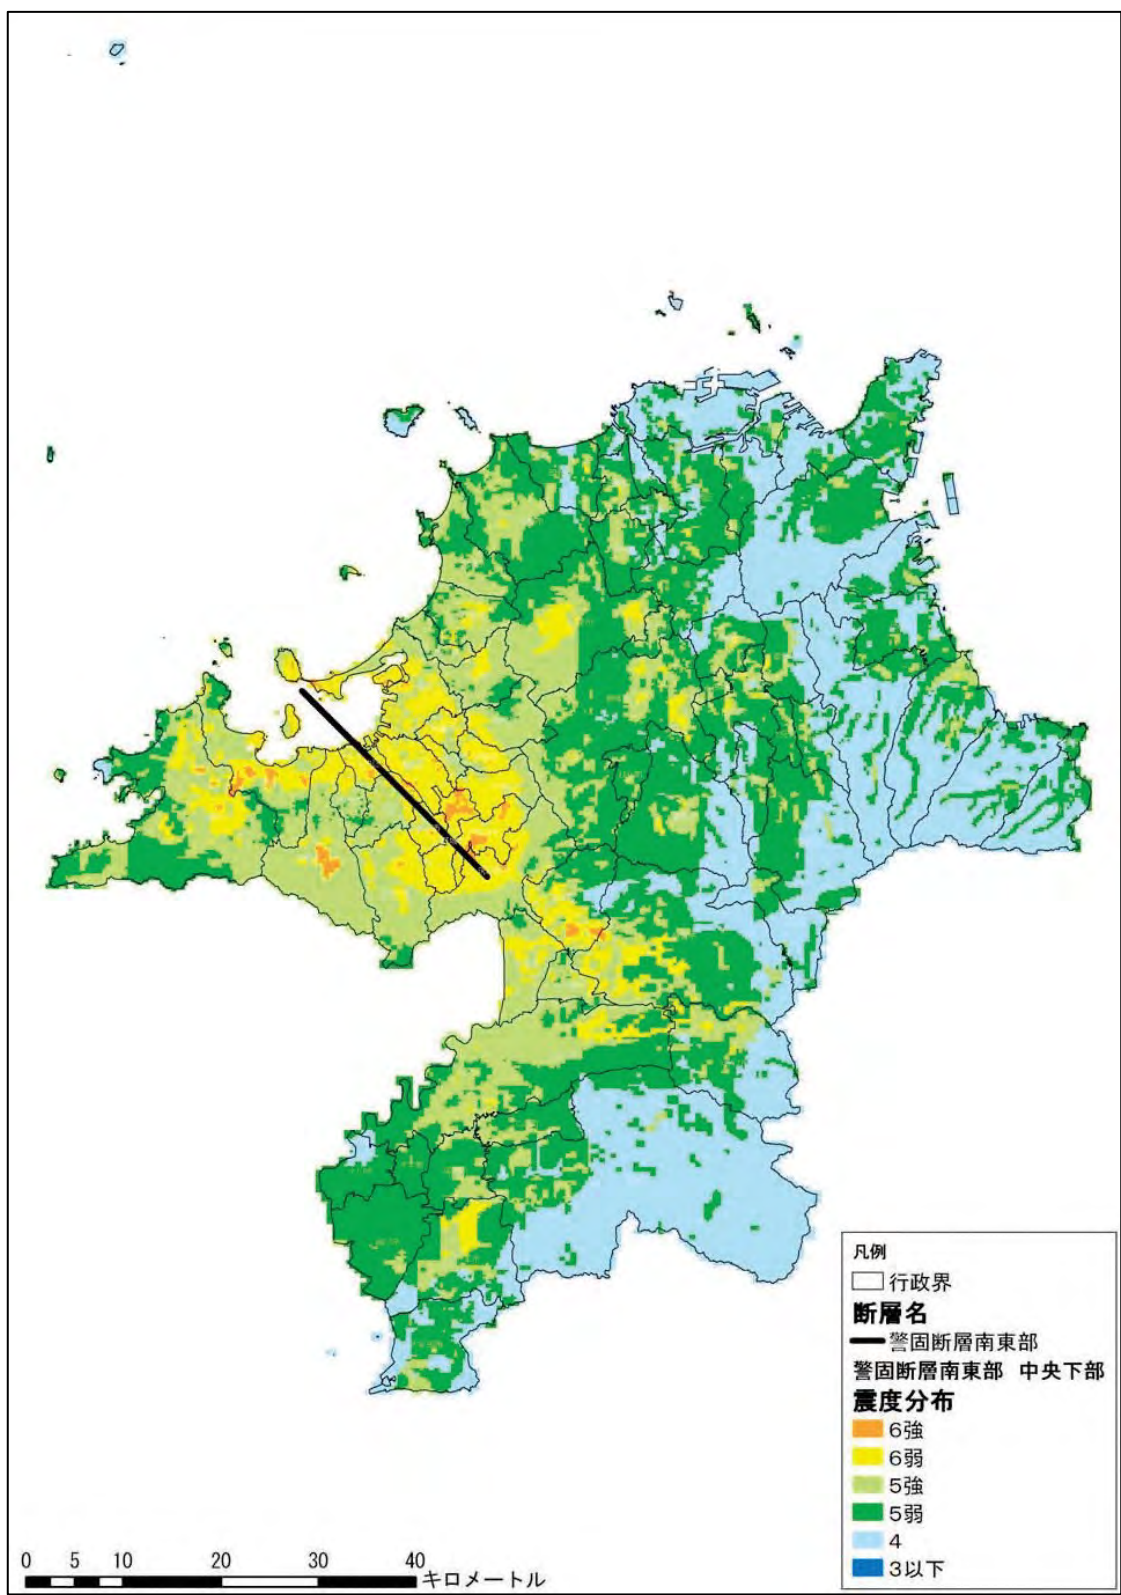 凡例
行政界
断層名
警固断層南東部
警固断層南東部 中央下部
震度分布
6強
6弱
5強
5弱
4
3以下
0 5 10 20 30 40
キロメートル